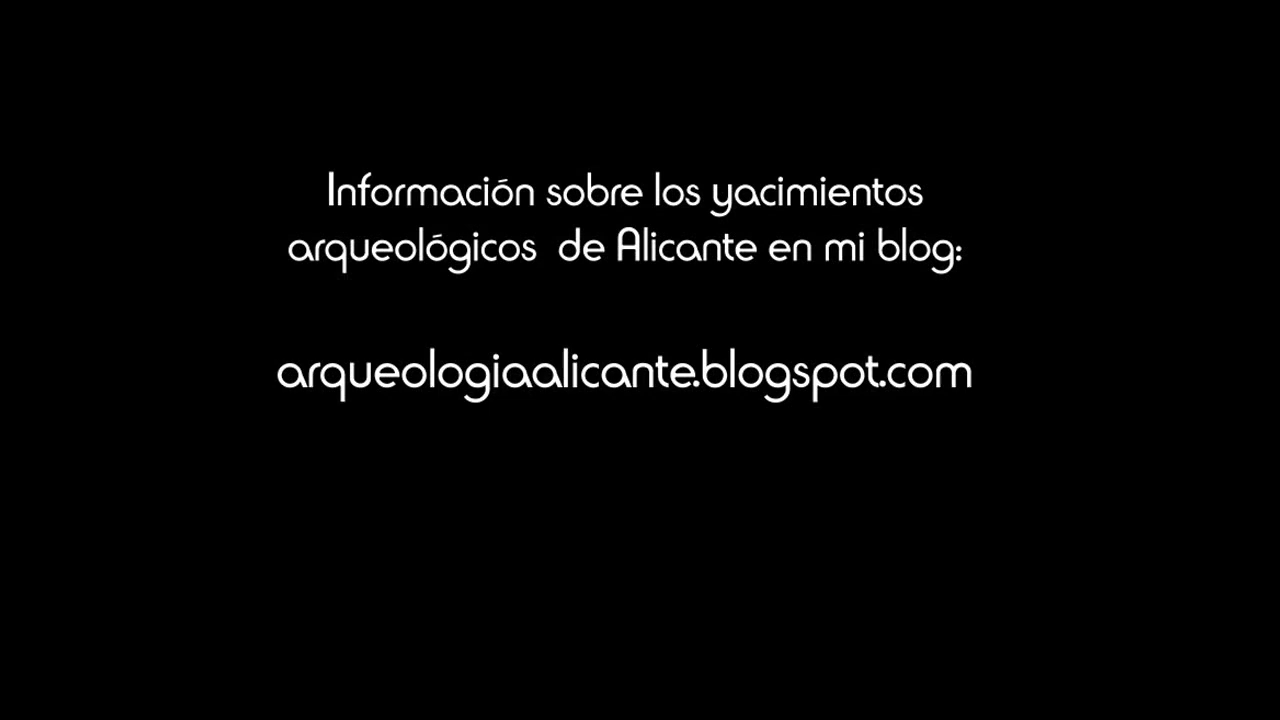 Información sobre los yacimientos
arqueológicos de Alicante en mi blog:
arqueologiaalicante.blogspot.com